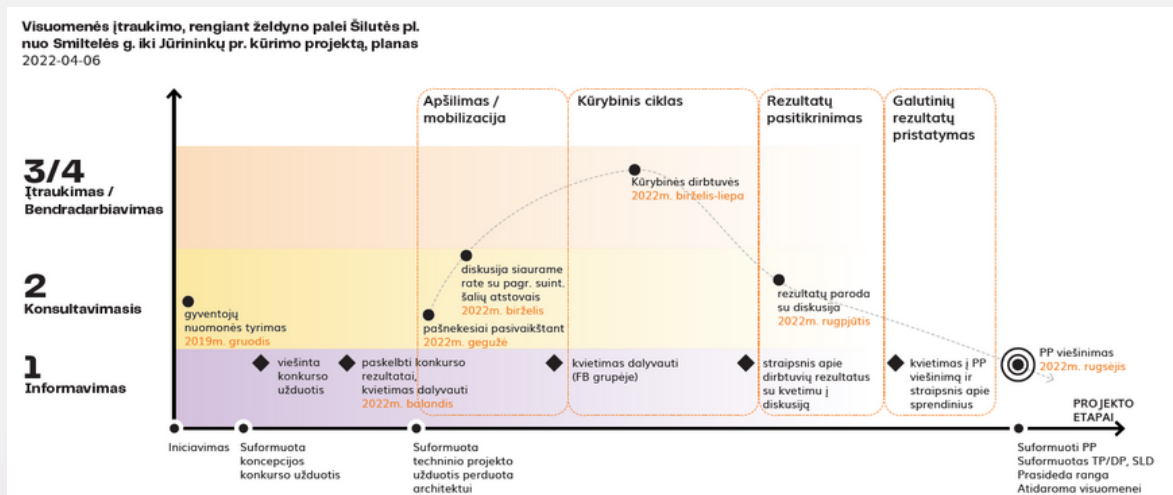 Visuomenės įtraukimo, rengiant želdyno palei Šilutės pl.
nuo Smiltelės g. iki Jūrininkų pr. kūrimo projektą, planas
2022-04-06
Apšilimas /
mobilizacija
Kūrybinis ciklas
Rezultatų
pasitikrinimas
Galutinių
rezultatų
pristatymas
3/4
Įtraukimas /
Bendradarbiavimas
Kūrybinės dirbtuvės
2022m. birželis-liepa
2
Konsultavimasis
gyventojų
nuomonės tyrimas
2019m. gruodis
diskusija siaurame
rate su pagr. suint.
šalių atstovais
2022m. birželis
pašnekesiai pasivaikštant
2022m. gegužė
rezultatų paroda
su diskusija
2022m. rugpjūtis
1
Informavimas
viešinta
konkurso
užduotis
paskelbti konkurso
rezultatai,
kvietimas dalyvauti
2022m. balandis
kvietimas dalyvauti
(FB grupėje)
straipsnis apie
dirbtuvių rezultatus
su kvetimu į
diskusiją
kvietimas į PP
viešinimą ir
straipsnis apie
sprendinius
PP viešinimas
2022m. rugsėjis
PROJEKTO
ETAPAI
Iniciavimas
Suformuota
koncepcijos
konkurso užduotis
Suformuota
techninio projekto
užduotis perduota
architektui
Suformuoti PP
Suformuotas TP/DP, SLD
Prasideda ranga
Atidaroma visuomenei